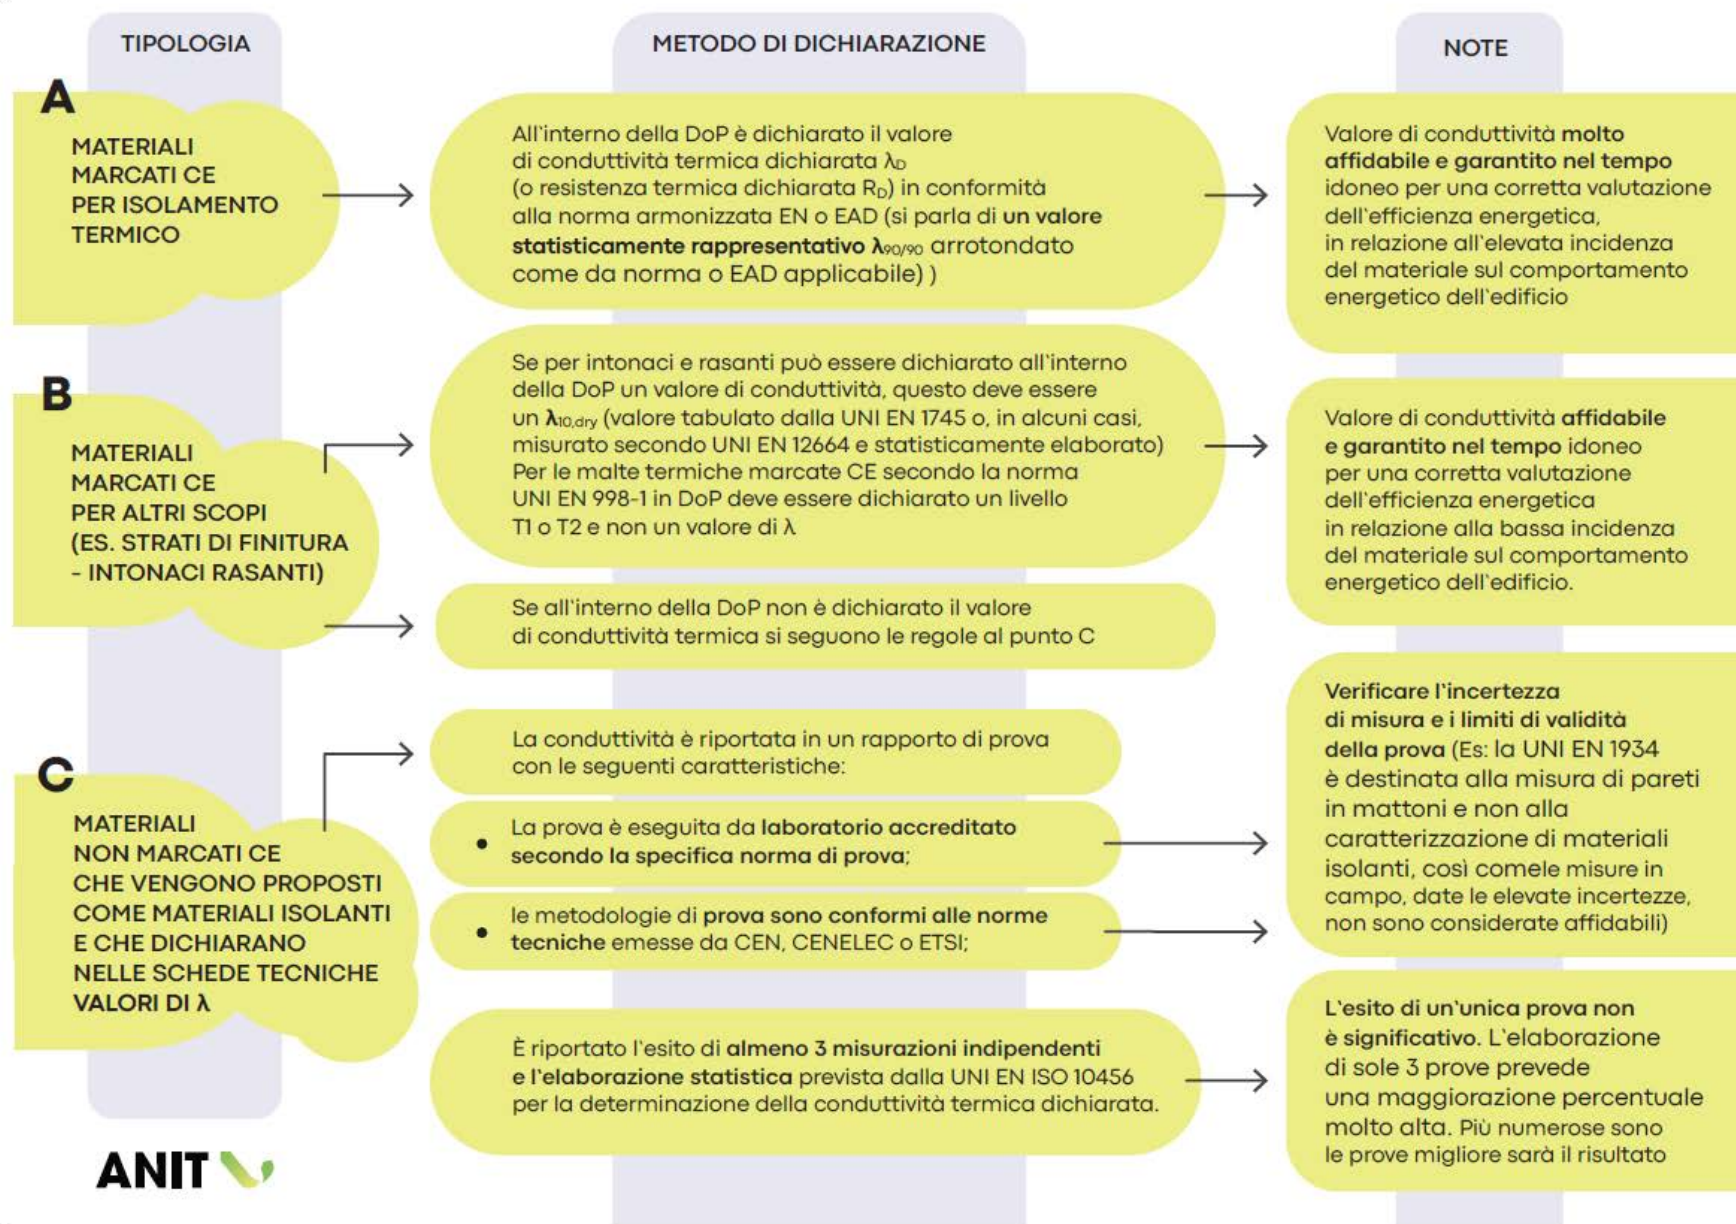 TIPOLOGIA
METODO DI DICHIARAZIONE
NOTE
A
MATERIALI
MARCATI CE
PER ISOLAMENTO
TERMICO
All'interno della DoP è dichiarato il valore
di conduttività termica dichiarata λD
(o resistenza termica dichiarata RD) in conformità
alla norma armonizzata EN o EAD (si parla di un valore
statisticamente rappresentativo λ90/90 arrotondato
come da norma o EAD applicabile) )
Valore di conduttività molto
affidabile e garantito nel tempo
idoneo per una corretta valutazione
dell'efficienza energetica,
in relazione all'elevata incidenza
del materiale sul comportamento
energetico dell'edificio
B
MATERIALI
MARCATI CE
PER ALTRI SCOPI
(ES. STRATI DI FINITURA
- INTONACI RASANTI)
Se per intonaci e rasanti può essere dichiarato all'interno
della DoP un valore di conduttività, questo deve essere
un λ10,dry (valore tabulato dalla UNI EN 1745 o, in alcuni casi,
misurato secondo UNI EN 12664 e statisticamente elaborato)
Per le malte termiche marcate CE secondo la norma
UNI EN 998-1 in DoP deve essere dichiarato un livello
T1 o T2 e non un valore di λ
Valore di conduttività affidabile
e garantito nel tempo idoneo
per una corretta valutazione
dell'efficienza energetica
in relazione alla bassa incidenza
del materiale sul comportamento
energetico dell'edificio.
Se all'interno della DoP non è dichiarato il valore
di conduttività termica si seguono le regole al punto C
C
MATERIALI
NON MARCATI CE
CHE VENGONO PROPOSTI
COME MATERIALI ISOLANTI
E CHE DICHIARANO
NELLE SCHEDE TECNICHE
VALORI DI λ
La conduttività è riportata in un rapporto di prova
con le seguenti caratteristiche:
• La prova è eseguita da laboratorio accreditato
secondo la specifica norma di prova;
• le metodologie di prova sono conformi alle norme
tecniche emesse da CEN, CENELEC o ETSI;
Verificare l'incertezza
di misura e i limiti di validità
della prova (Es: la UNI EN 1934
è destinata alla misura di pareti
in mattoni e non alla
caratterizzazione di materiali
isolanti, così comele misure in
campo, date le elevate incertezze,
non sono considerate affidabili)
È riportato l'esito di almeno 3 misurazioni indipendenti
e l'elaborazione statistica prevista dalla UNI EN ISO 10456
per la determinazione della conduttività termica dichiarata.
L'esito di un'unica prova non
è significativo. L'elaborazione
di sole 3 prove prevede
una maggiorazione percentuale
molto alta. Più numerose sono
le prove migliore sarà il risultato
ANIT